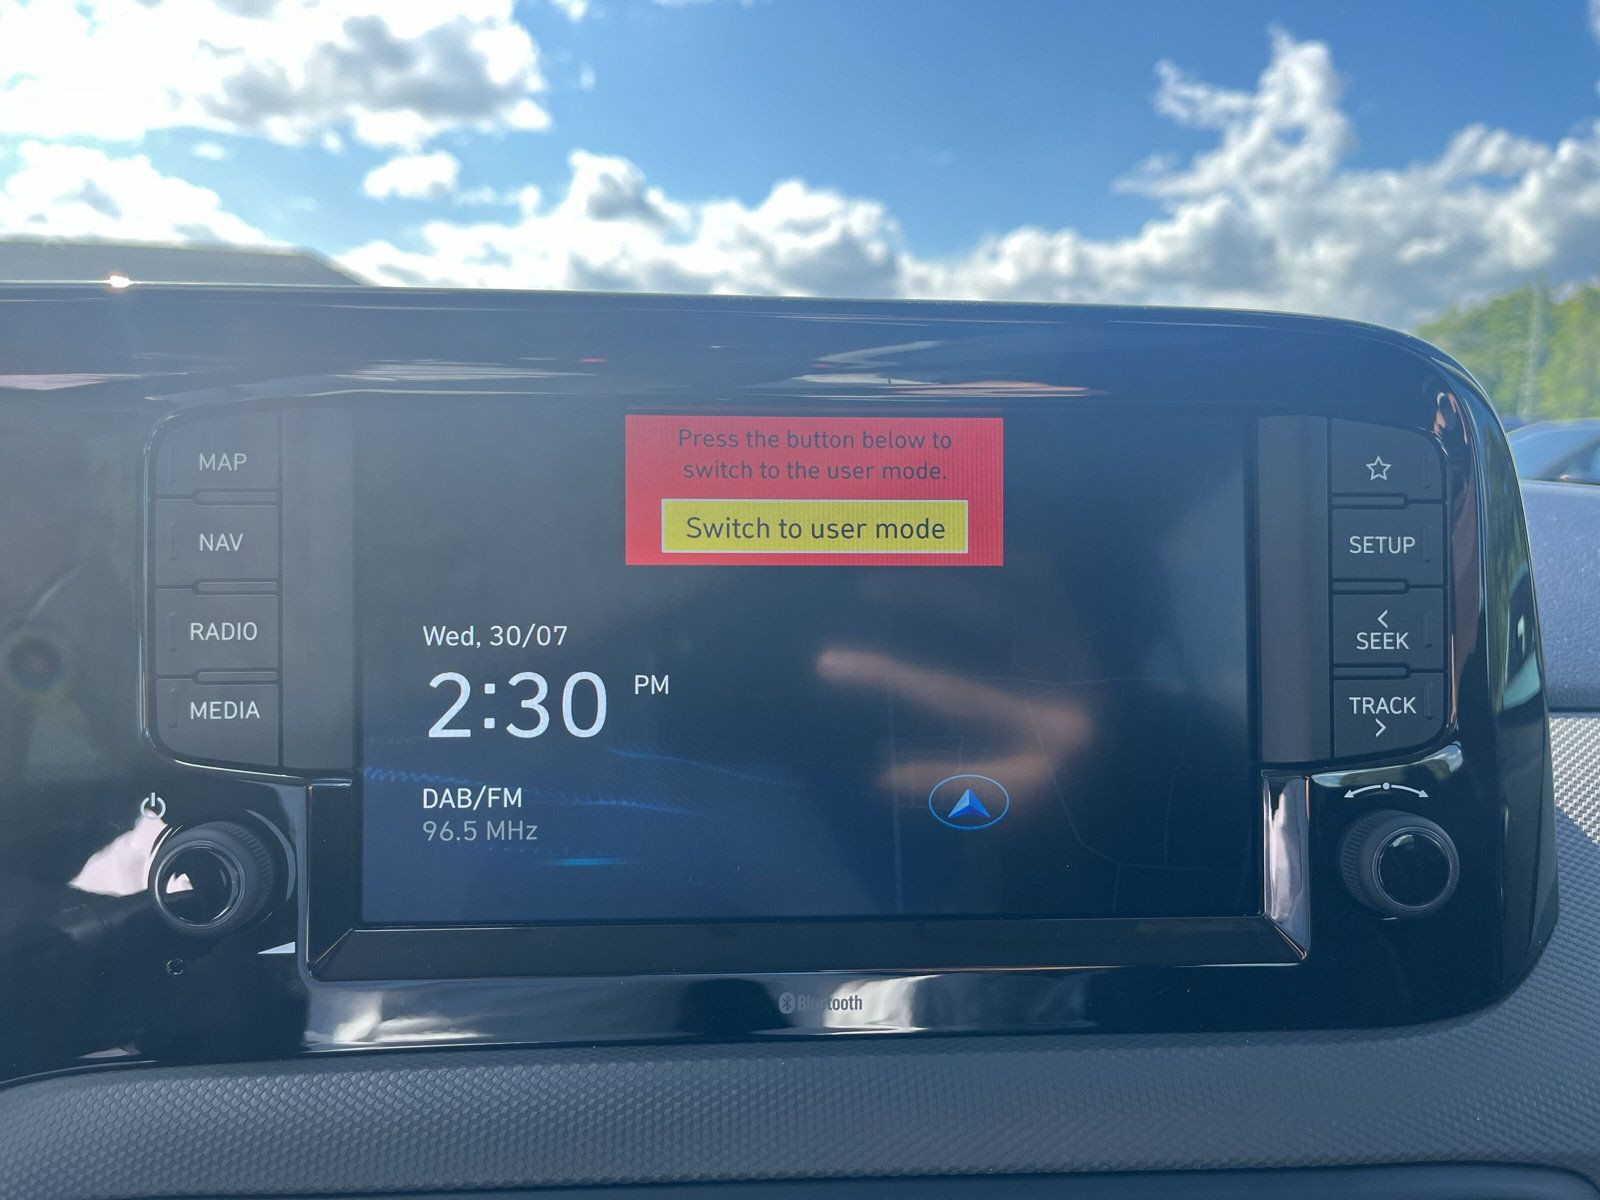 Press the button below to
switch to the user mode.
Switch to user mode
MAP
NAV
RADIO
MEDIA
Wed, 30/07
2:30 PM
DAB/FM
96.5 MHz
SETUP
<
SEEK
TRACK
>
Bluetooth